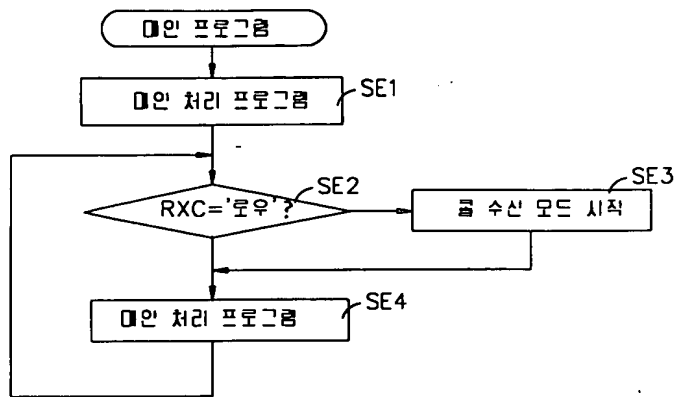 메인 프로그램
메인 처리 프로그램
SE1
RXC='로우'?
SE2
콜 수신 모드 시작
SE3
메인 처리 프로그램
SE4